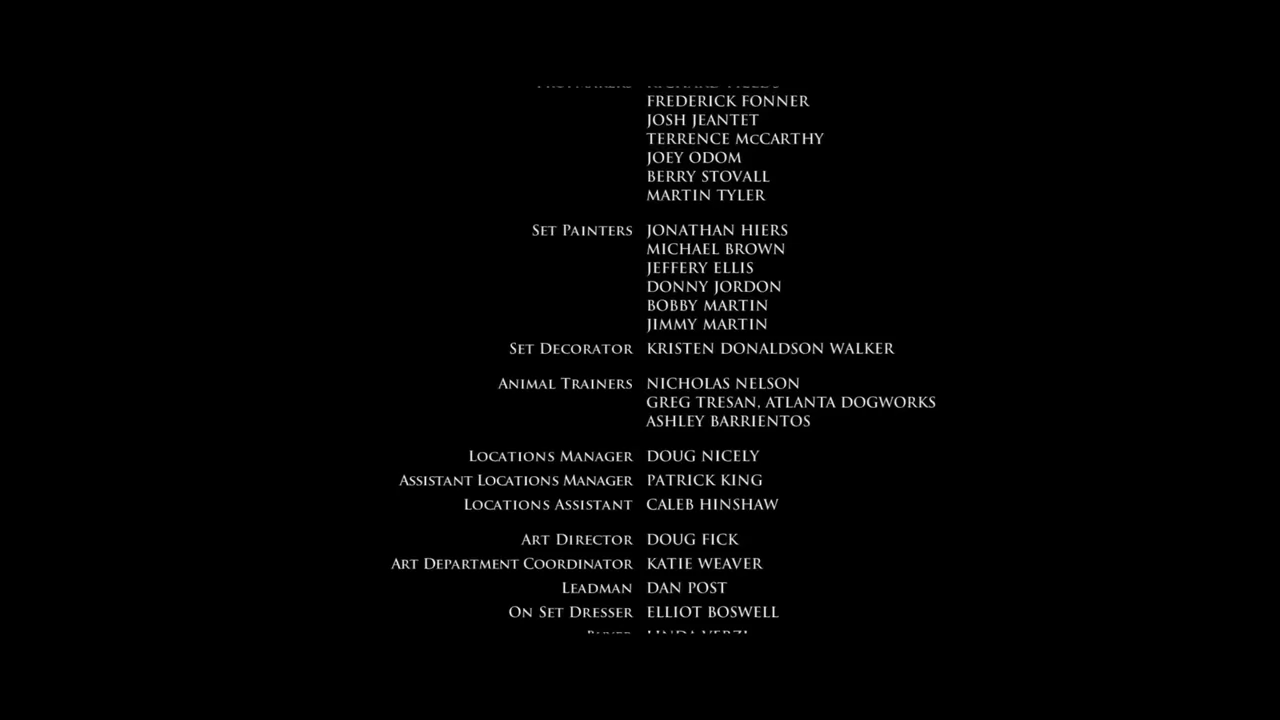 FREDERICK FONNER
JOSH JEANTET
TERRENCE McCARTHY
JOEY ODOM
BERRY STOVALL
MARTIN TYLER
Set Painters JONATHAN HIERS
MICHAEL BROWN
JEFFERY ELLIS
DONNY JORDON
BOBBY MARTIN
JIMMY MARTIN
Set Decorator KRISTEN DONALDSON WALKER
Animal Trainers NICHOLAS NELSON
GREG TRESAN, ATLANTA DOGWORKS
ASHLEY BARRIENTOS
Locations Manager DOUG NICELY
Assistant Locations Manager PATRICK KING
Locations Assistant CALEB HINSHAW
Art Director DOUG FICK
Art Department Coordinator KATIE WEAVER
Leadman DAN POST
On Set Dresser ELLIOT BOSWELL